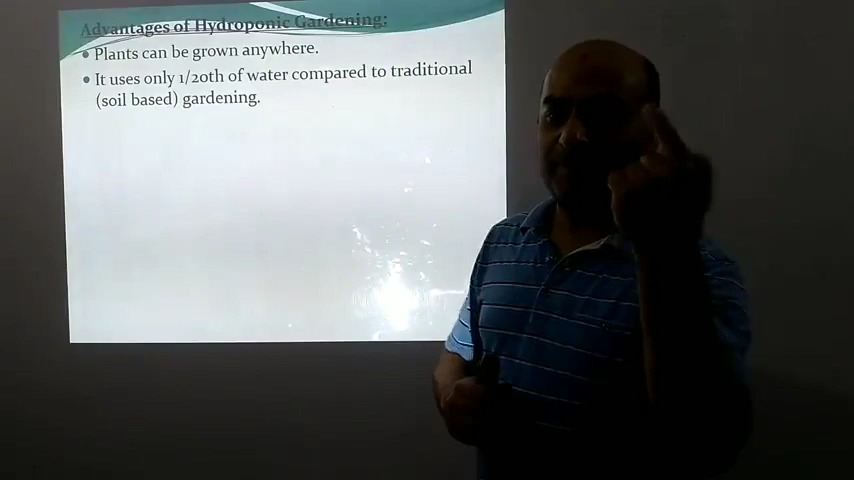 Advantages of Hydroponic Gardening:
• Plants can be grown anywhere.
• It uses only 1/20th of water compared to traditional
(soil based) gardening.